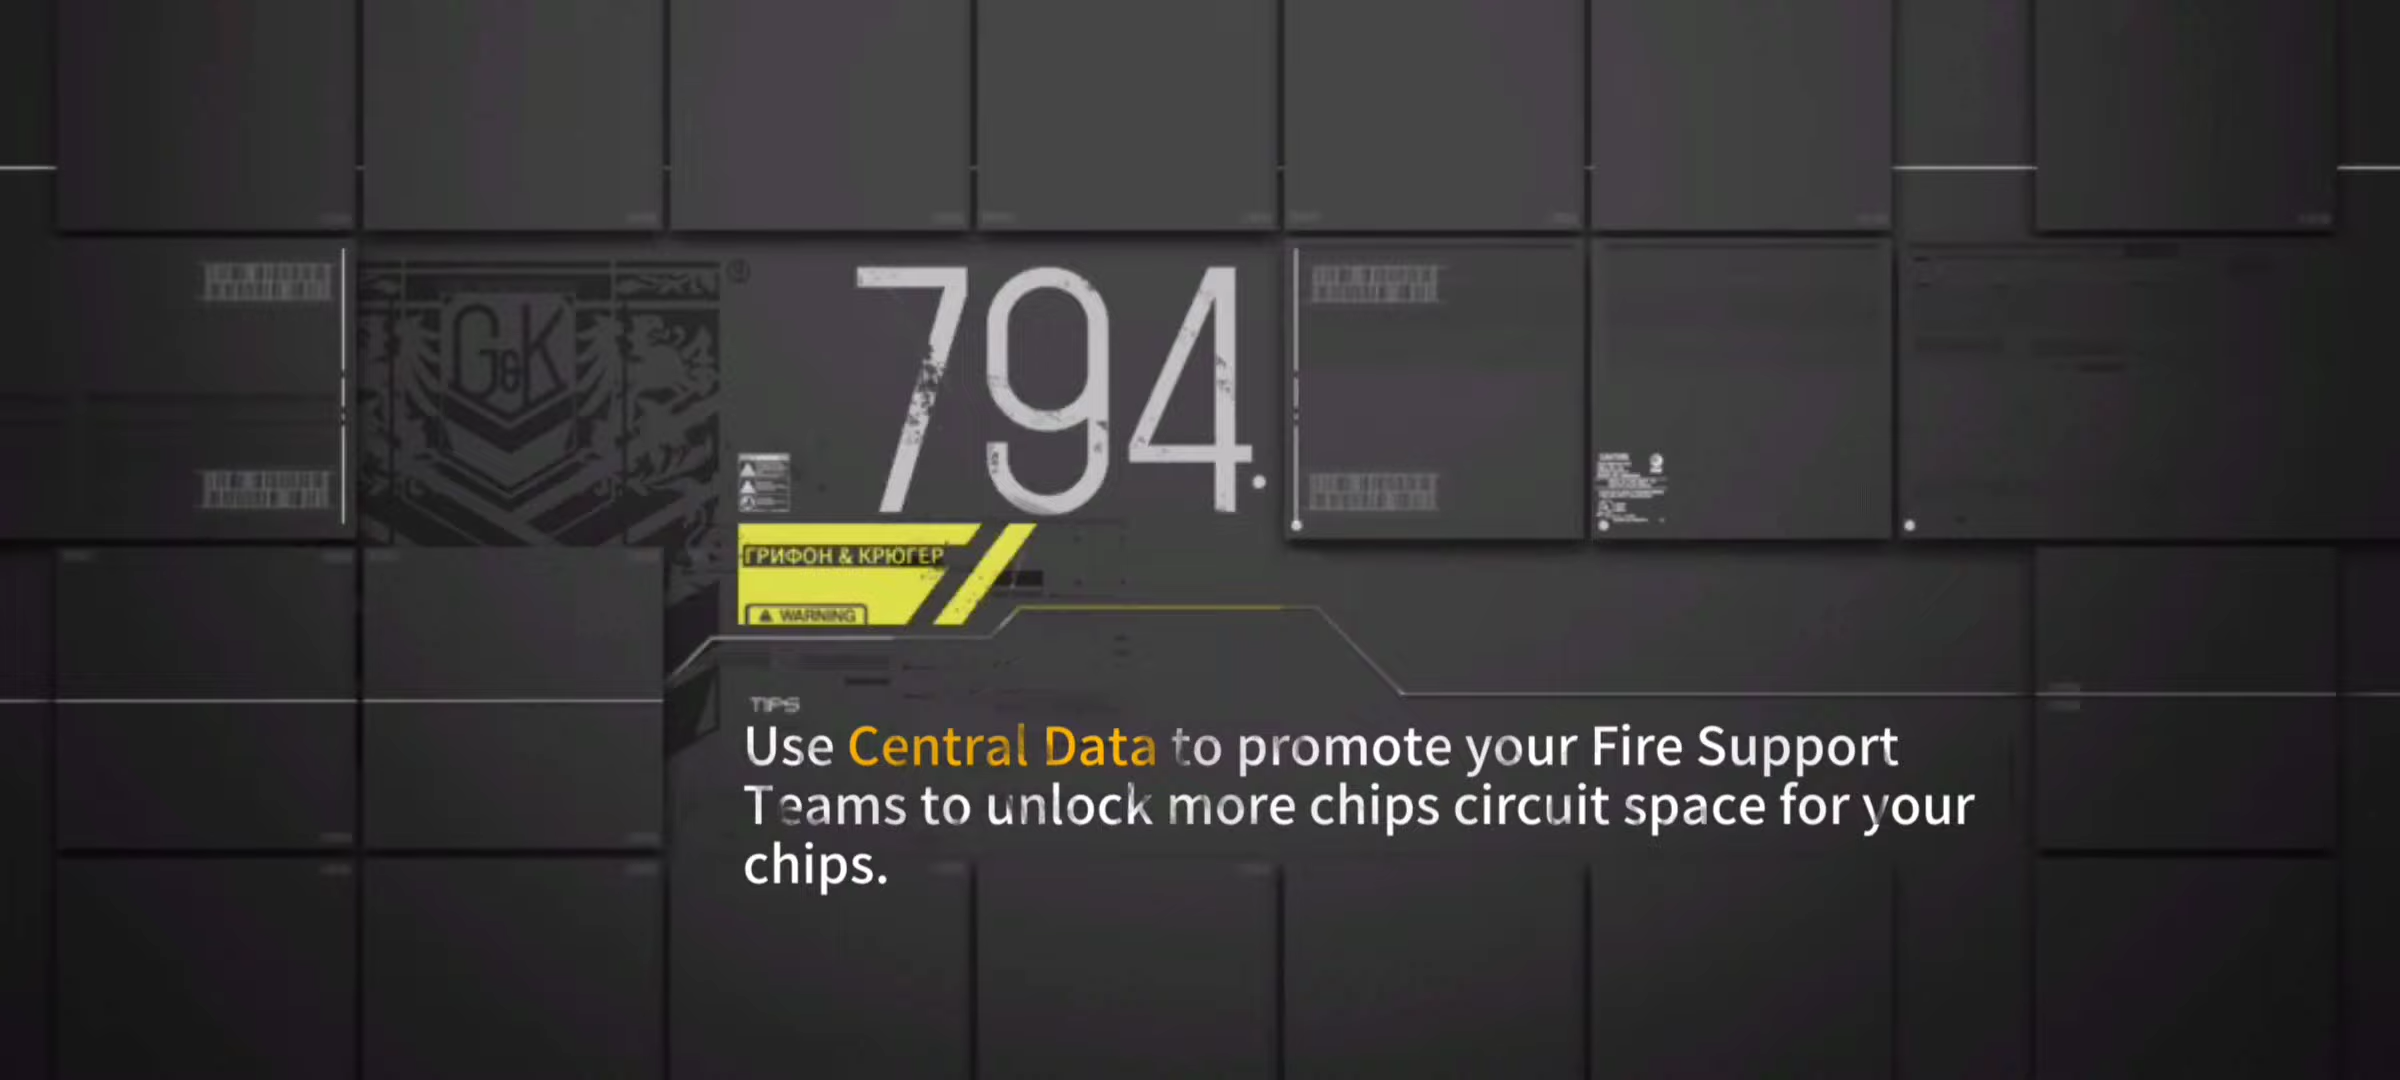 G&K
794.
ГРИФОН & КРЮГЕР
WARNING
TIPS
Use Central Data to promote your Fire Support
Teams to unlock more chips circuit space for your
chips.